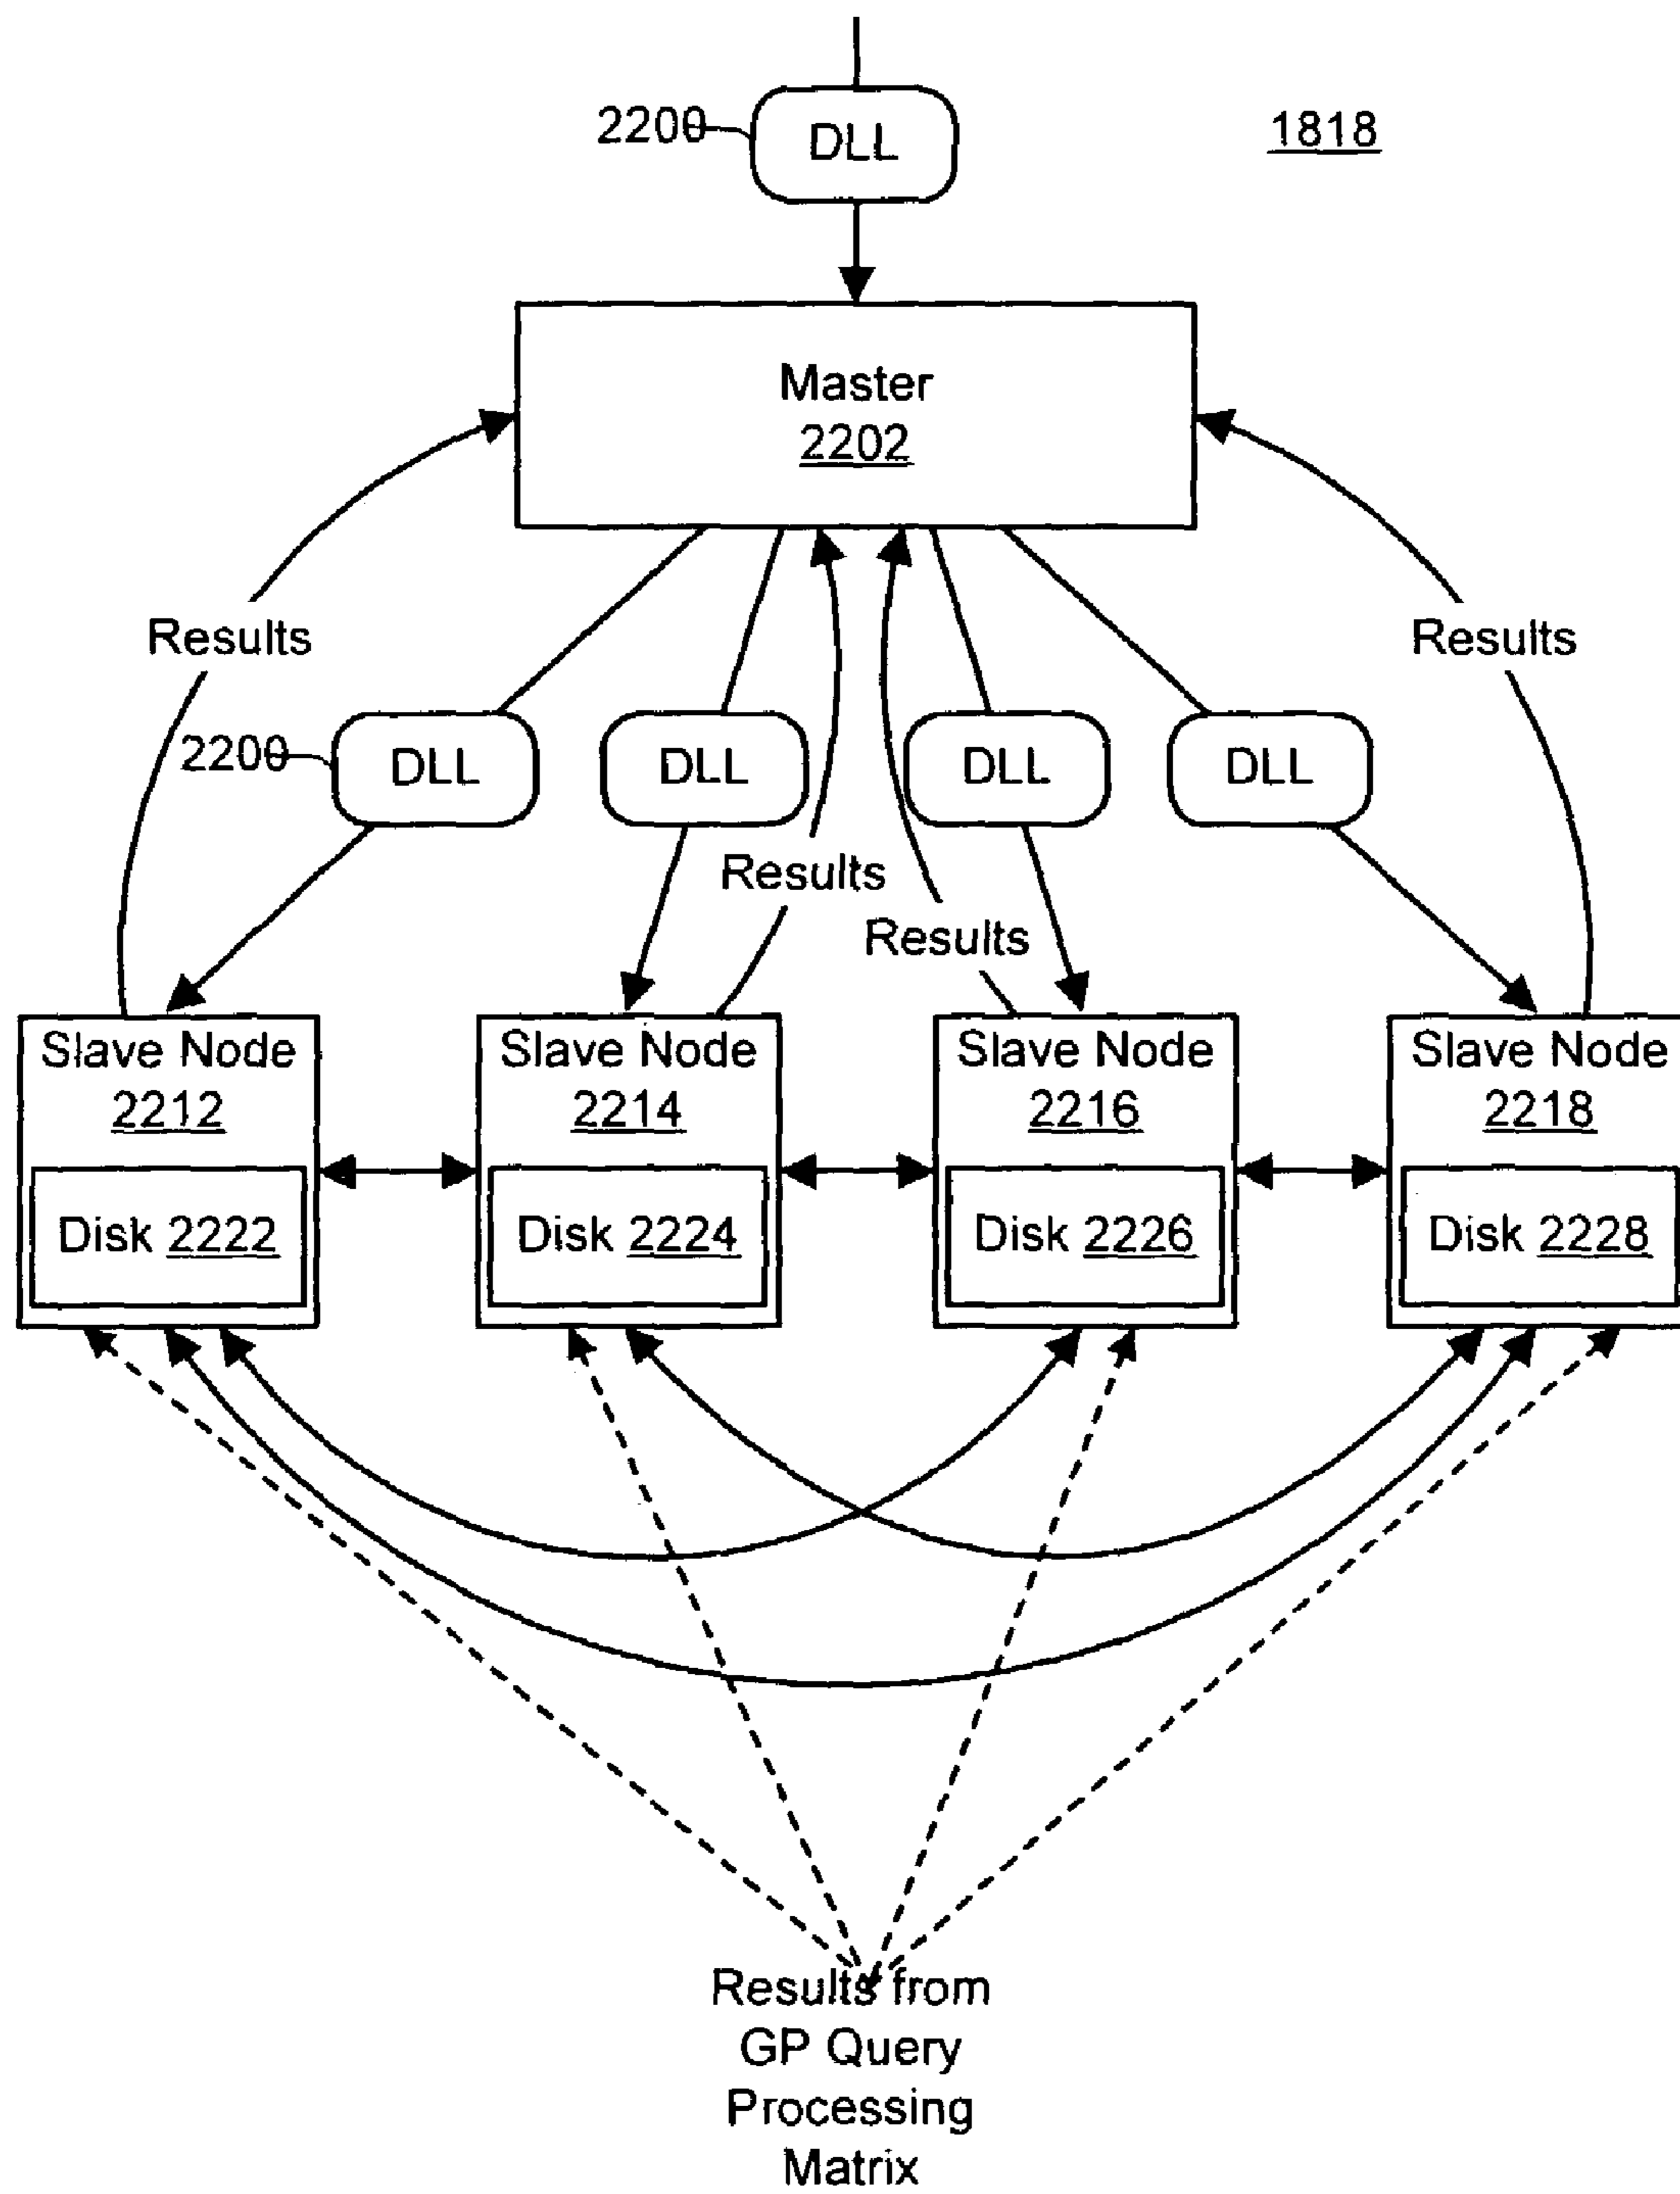 2200
DLL
1818
Master
2202
Results
Results
2200
DLL
DLL
DLL
DLL
Results
Results
Slave Node
2212
Disk 2222
Slave Node
2214
Disk 2224
Slave Node
2216
Disk 2226
Slave Node
2218
Disk 2228
Results from
GP Query
Processing
Matrix